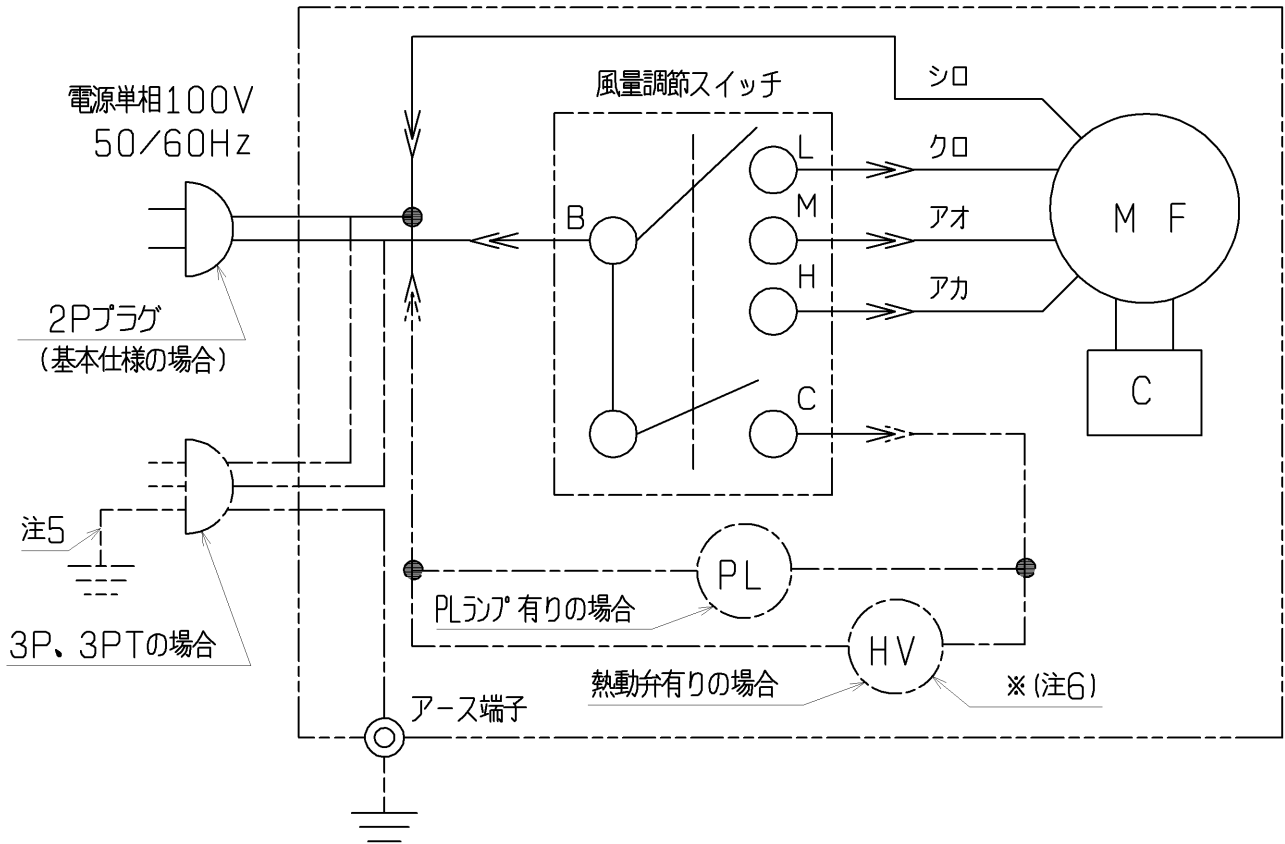 電源単相100V
50/60Hz
風量調節スイッチ
シロ
クロ
アオ
アカ
L
M
H
B
C
M F
C
2Pプラグ
(基本仕様の場合)
注5
3P、3PTの場合
PL
PLランプ有りの場合
HV
熱動弁有りの場合
※(注6)
アース端子